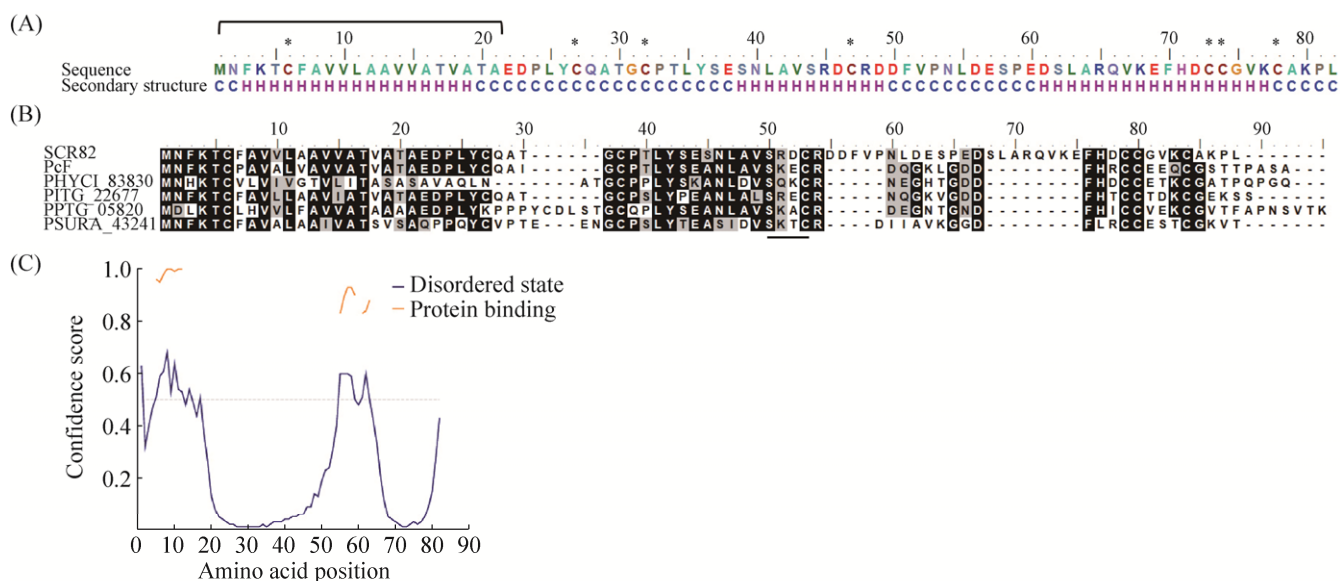 (A)
10 20 30 40 50 60 70 80
* * * * * * *
Sequence MNFKTCFAVVLAAVVATVATAEDPLYCQATGCPTLYSESNLAVSRDCRDDFVPNLDESPEDSLARQVKEFHDCCGVKCAKPL
Secondary structure CCHHHHHHHHHHHHHHHHHCCCCCCCCCCCCCCCCCCCHHHHHHHHHHHCCCCCCCCCCCHHHHHHHHHHHHHHHHHCCCCC
(B)
10 20 30 40 50 60 70 80 90
SCR82 MNFKTCFAVVLAAVVATVATAEDPLYCQAT------GCPTLYSESNLAVSRDCRDDFVPNLDESPEDSLARQVKEFHDCCGVKCAKPL-------
PcF MNFKTCFAVALVAVVATVATAEDPLYCQAI------GCPTLYSEANLAVSKECR-----DQGKLGDD--------FHRCCEEQCGSTTPASA---
PHYCI_83830 MNHKTCVLVIVGTVLITASASAVAQLN-------ATGCPPLYSKANLDVSQKCR-----NEGHTGDD--------FHDCCETKCGATPQPGQ---
PITG_22677 MNFKTCFAVLLAAVIATVATAEDPLYCQAT------GCPSLYPEANLALSRECR-----NQGKVGDD--------FHTCCTDKCGEKSS------
PPTG_05820 MDLKTCLHVVLFAVVATAAAAEDPLYKPPPYCDLSTGCQPLYSEANLAVSKACR-----DEGNTGND--------FHICCVEKCGVTFAPNSVTK
PSURA_43241 MNFKTCFAVALAAIVATSVSAQPPQYCVPTE---ENGCPSLYTEASIDVSKTCR----DIIAVKGED--------FLRCCESTCGKVT-------
(C)
1.0
0.8
0.6
0.4
0.2
Confidence score
Disordered state
Protein binding
0 10 20 30 40 50 60 70 80 90
Amino acid position